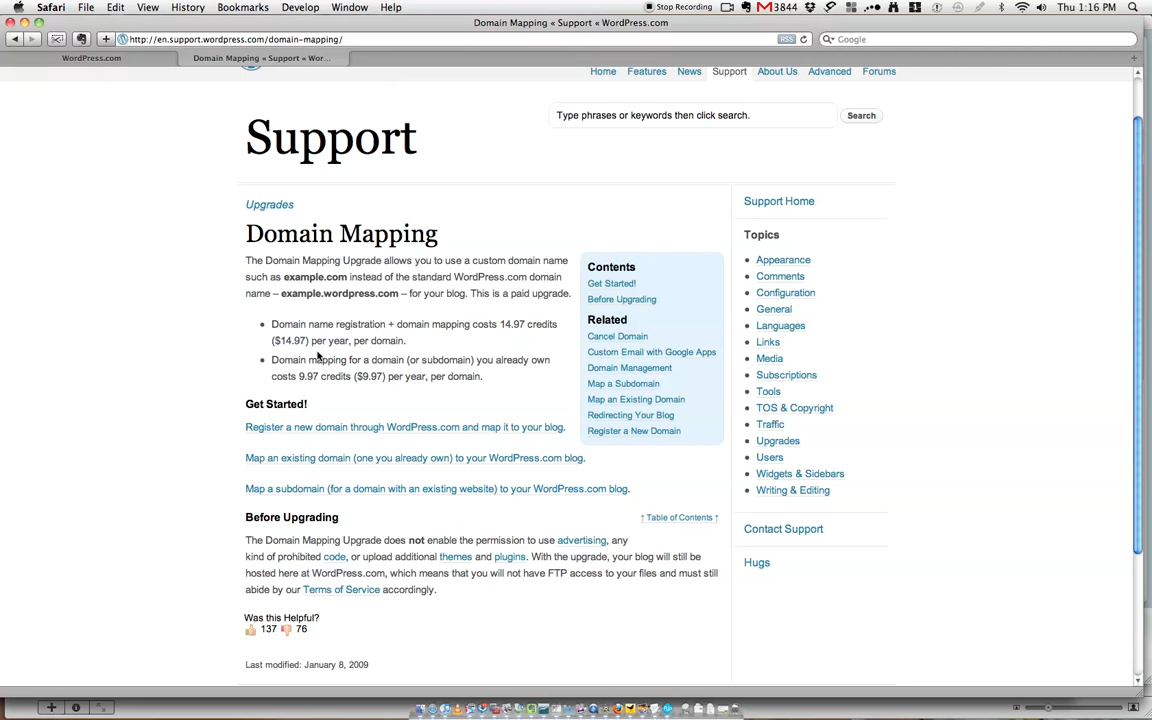 Safari File Edit View History Bookmarks Develop Window Help
Stop Recording 3844 Thu 1:16 PM
Domain Mapping « Support « WordPress.com
http://en.support.wordpress.com/domain-mapping/ RSS Google
WordPress.com Domain Mapping « Support « Wor...
Home Features News Support About Us Advanced Forums
Type phrases or keywords then click search. Search
Support
Upgrades
Domain Mapping
The Domain Mapping Upgrade allows you to use a custom domain name
such as example.com instead of the standard WordPress.com domain
name – example.wordpress.com – for your blog. This is a paid upgrade.
Domain name registration + domain mapping costs 14.97 credits
($14.97) per year, per domain.
Domain mapping for a domain (or subdomain) you already own
costs 9.97 credits ($9.97) per year, per domain.
Get Started!
Register a new domain through WordPress.com and map it to your blog.
Map an existing domain (one you already own) to your WordPress.com blog.
Map a subdomain (for a domain with an existing website) to your WordPress.com blog.
Before Upgrading
↑ Table of Contents ↑
The Domain Mapping Upgrade does not enable the permission to use advertising, any
kind of prohibited code, or upload additional themes and plugins. With the upgrade, your blog will still be
hosted here at WordPress.com, which means that you will not have FTP access to your files and must still
abide by our Terms of Service accordingly.
Was this Helpful?
137 76
Last modified: January 8, 2009
Contents
Get Started!
Before Upgrading
Related
Cancel Domain
Custom Email with Google Apps
Domain Management
Map a Subdomain
Map an Existing Domain
Redirecting Your Blog
Register a New Domain
Support Home
Topics
Appearance
Comments
Configuration
General
Languages
Links
Media
Subscriptions
Tools
TOS & Copyright
Traffic
Upgrades
Users
Widgets & Sidebars
Writing & Editing
Contact Support
Hugs